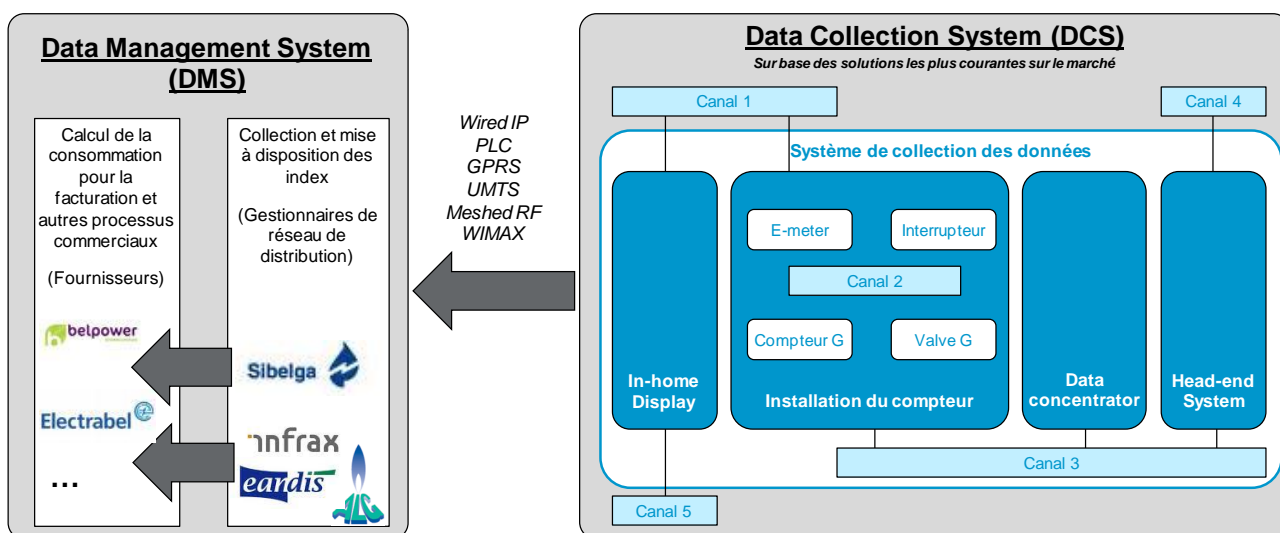 Data Management System
(DMS)
Calcul de la
consommation
pour la
facturation et
autres processus
commerciaux
(Fournisseurs)
belpower
Electrabel
...
Collection et mise
à disposition des
index
(Gestionnaires de
réseau de
distribution)
Sibelga
infrax
eandis
Wired IP
PLC
GPRS
UMTS
Meshed RF
WIMAX
Data Collection System (DCS)
Sur base des solutions les plus courantes sur le marché
Canal 1
Canal 4
Système de collection des données
E-meter
Interrupteur
Canal 2
Compteur G
Valve G
In-home
Display
Installation du compteur
Data
concentrator
Head-end
System
Canal 3
Canal 5